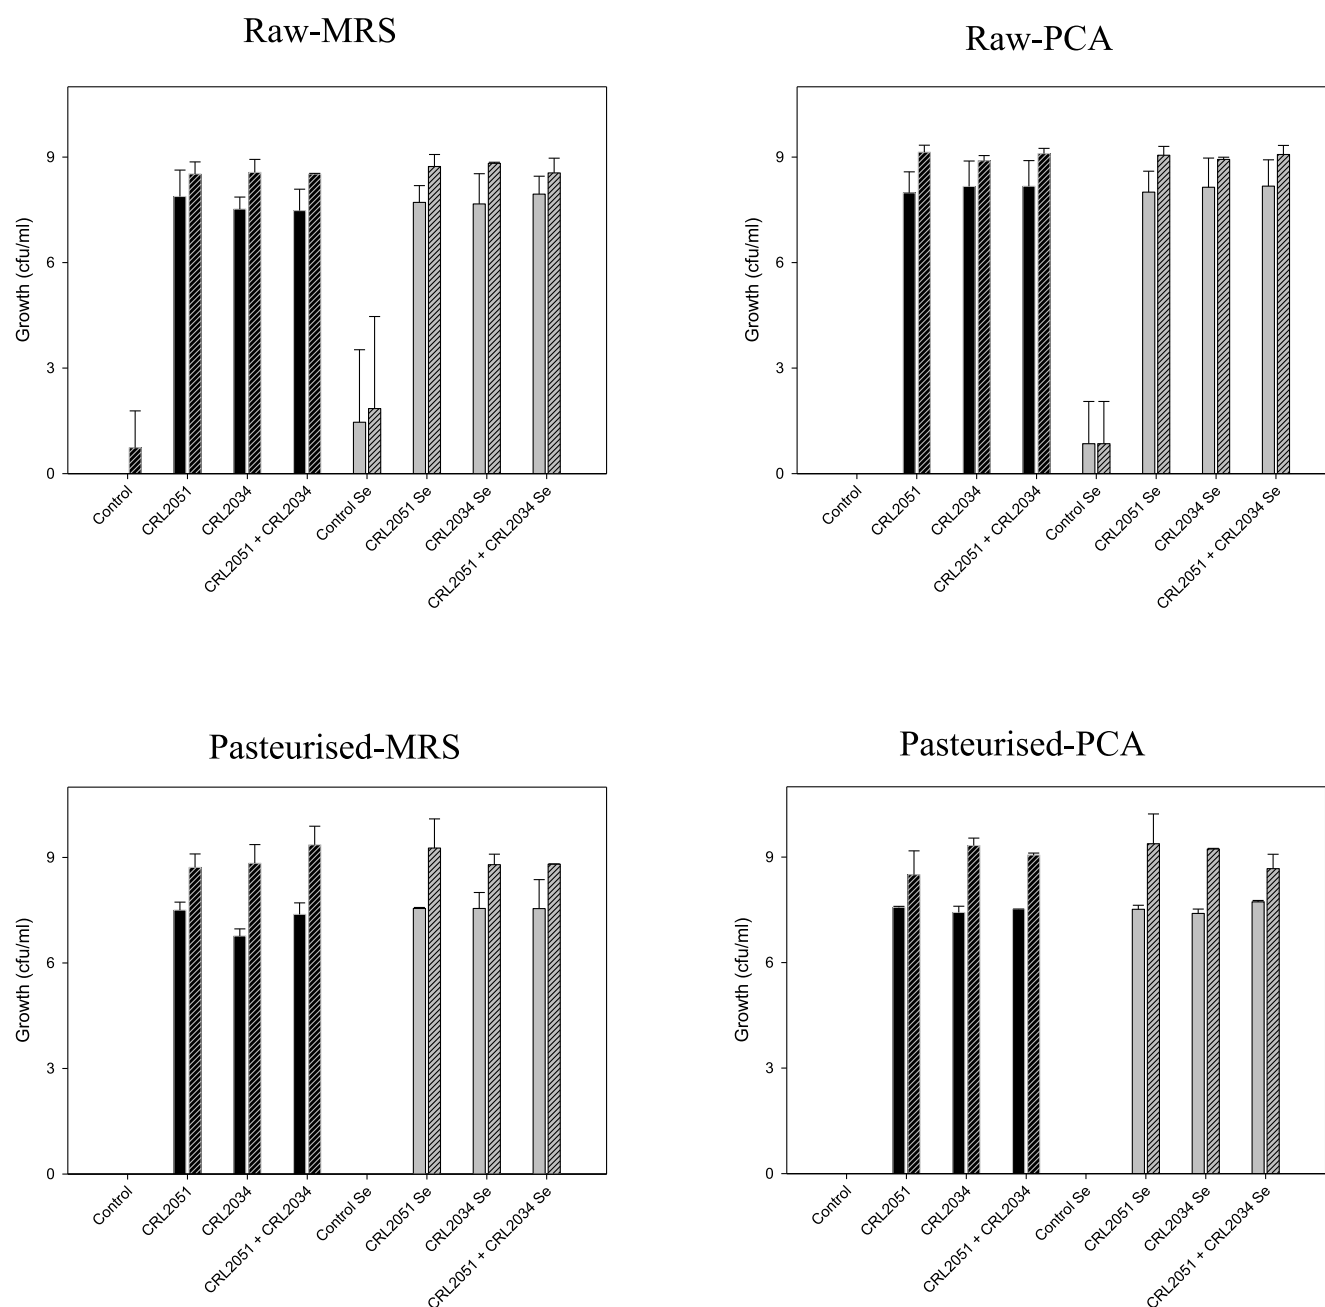 Raw-MRS
Growth (cfu/ml)
9
6
3
0
Control
CRL2051
CRL2034
CRL2051 + CRL2034
Control Se
CRL2051 Se
CRL2034 Se
CRL2051 + CRL2034 Se
Raw-PCA
Growth (cfu/ml)
9
6
3
0
Control
CRL2051
CRL2034
CRL2051 + CRL2034
Control Se
CRL2051 Se
CRL2034 Se
CRL2051 + CRL2034 Se
Pasteurised-MRS
Growth (cfu/ml)
9
6
3
0
Control
CRL2051
CRL2034
CRL2051 + CRL2034
Control Se
CRL2051 Se
CRL2034 Se
CRL2051 + CRL2034 Se
Pasteurised-PCA
Growth (cfu/ml)
9
6
3
0
Control
CRL2051
CRL2034
CRL2051 + CRL2034
Control Se
CRL2051 Se
CRL2034 Se
CRL2051 + CRL2034 Se